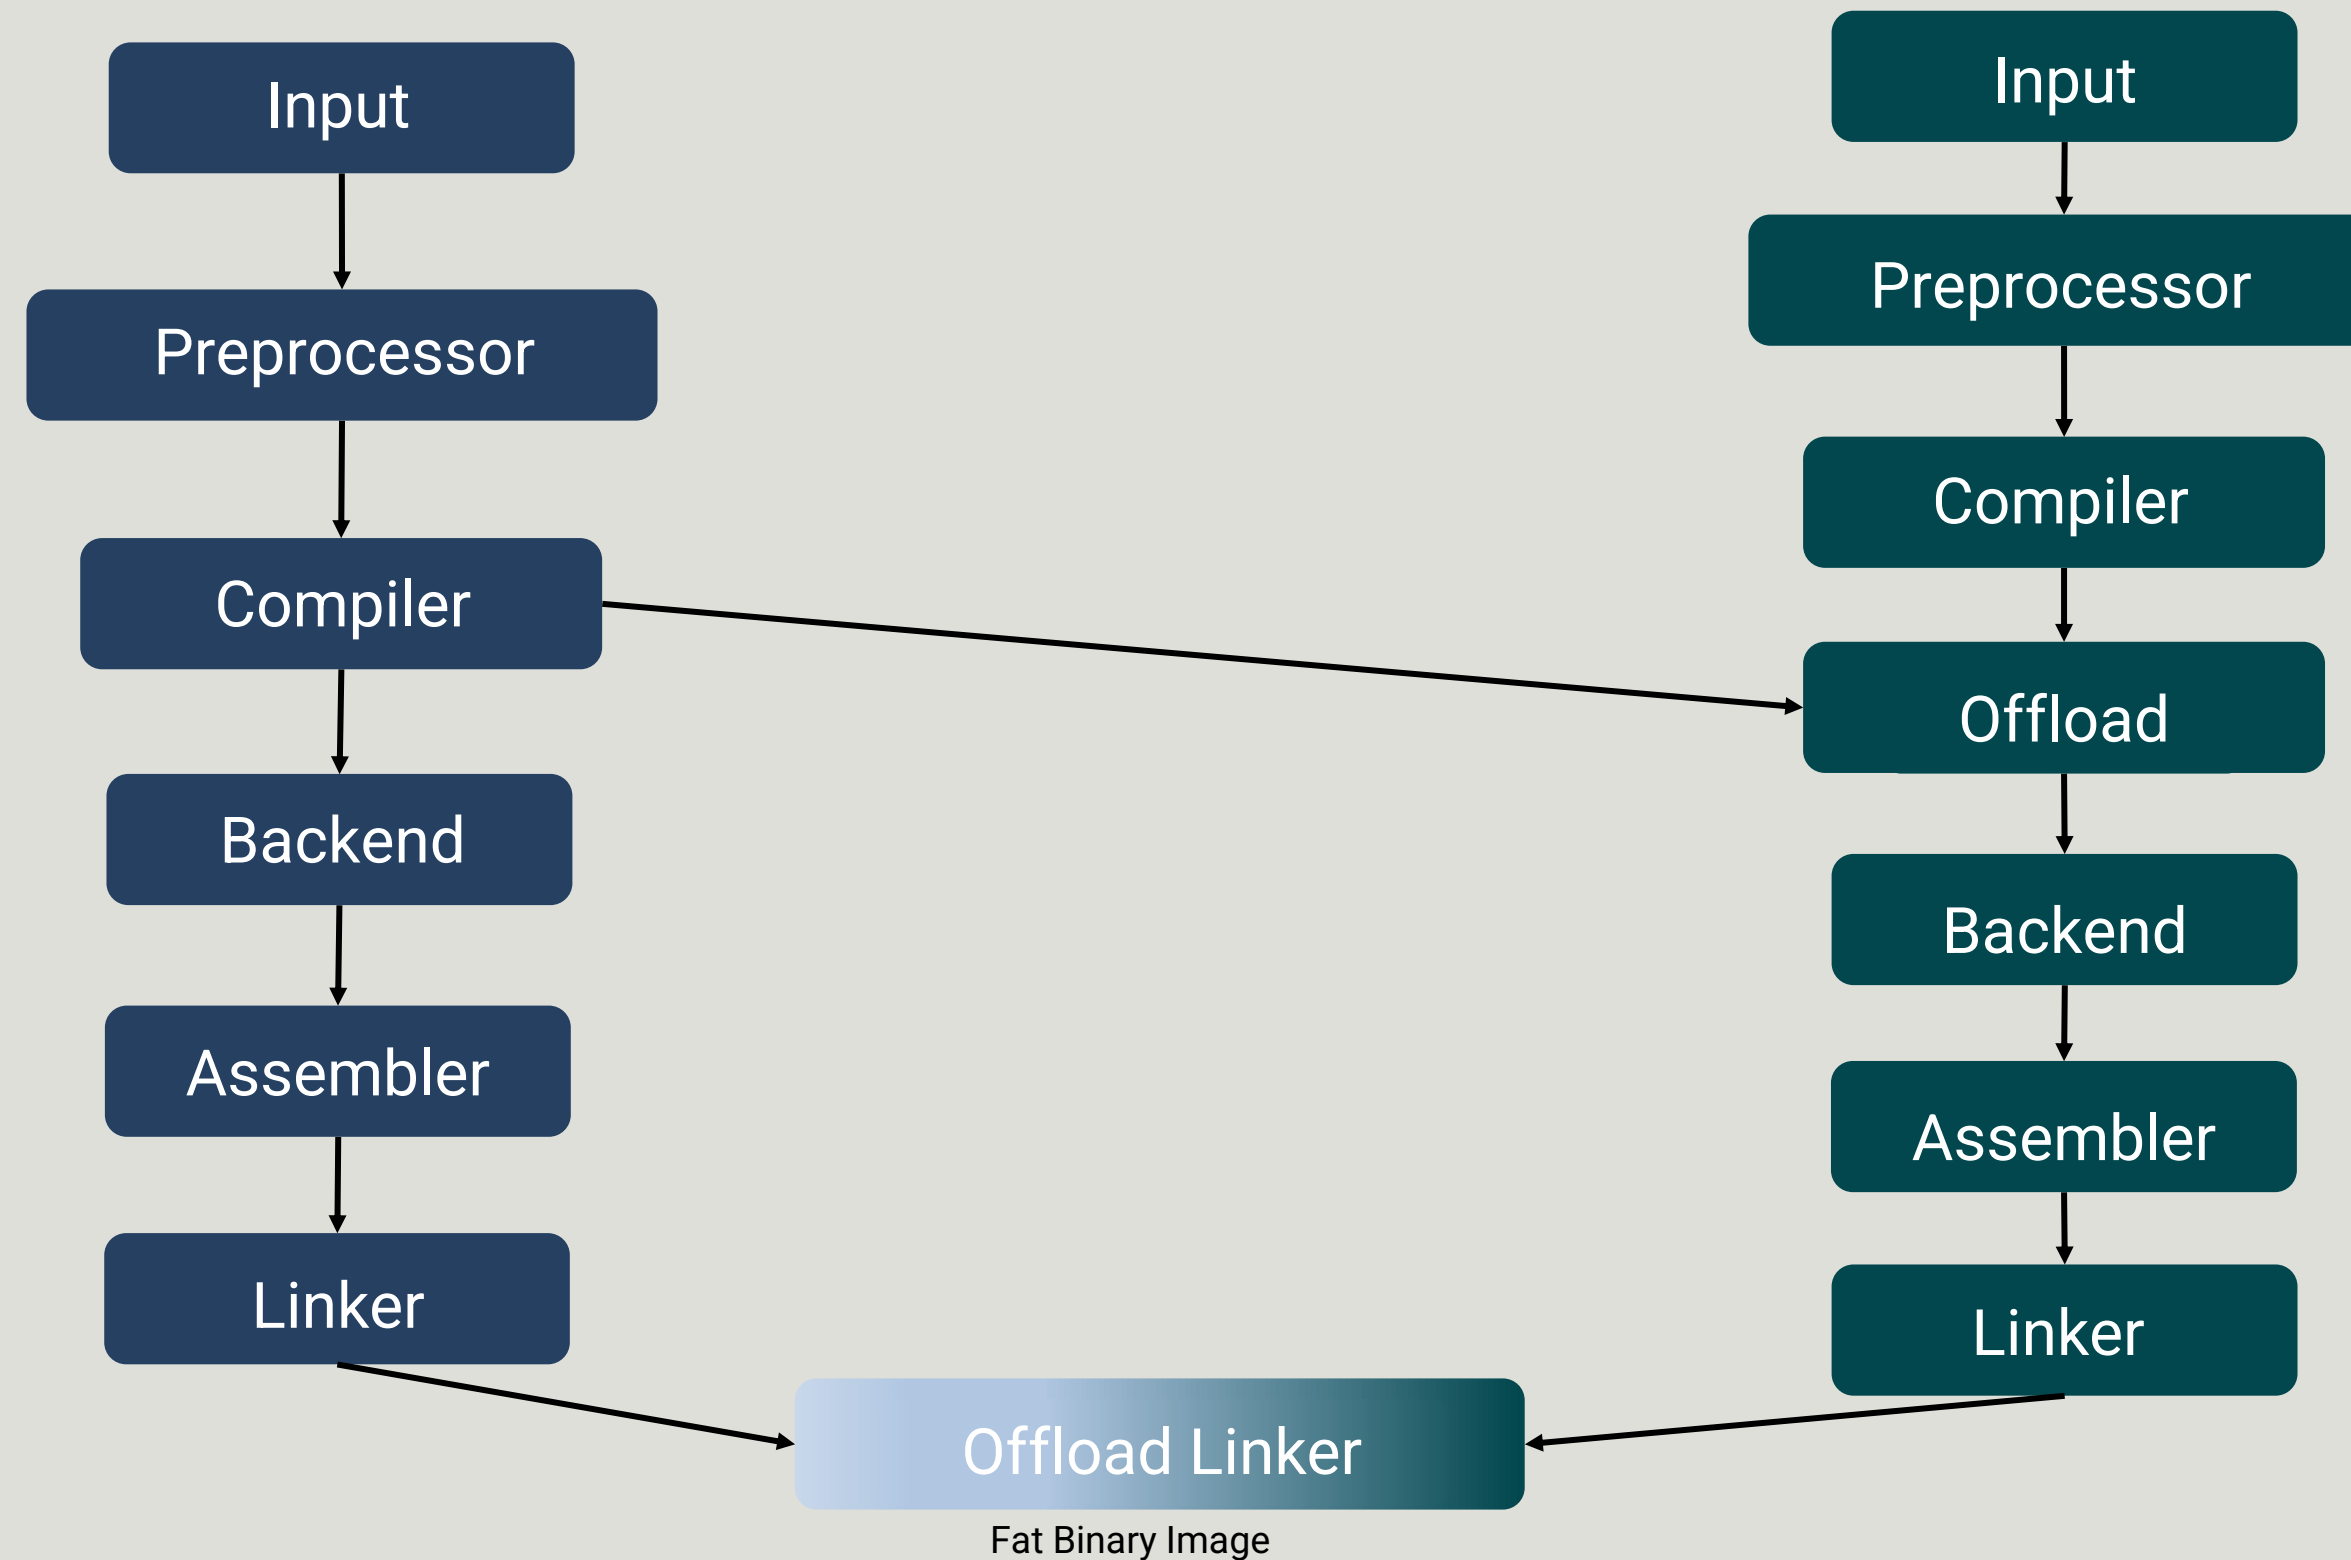 Input
Preprocessor
Compiler
Backend
Assembler
Linker
Input
Preprocessor
Compiler
Offload
Backend
Assembler
Linker
Offload Linker
Fat Binary Image